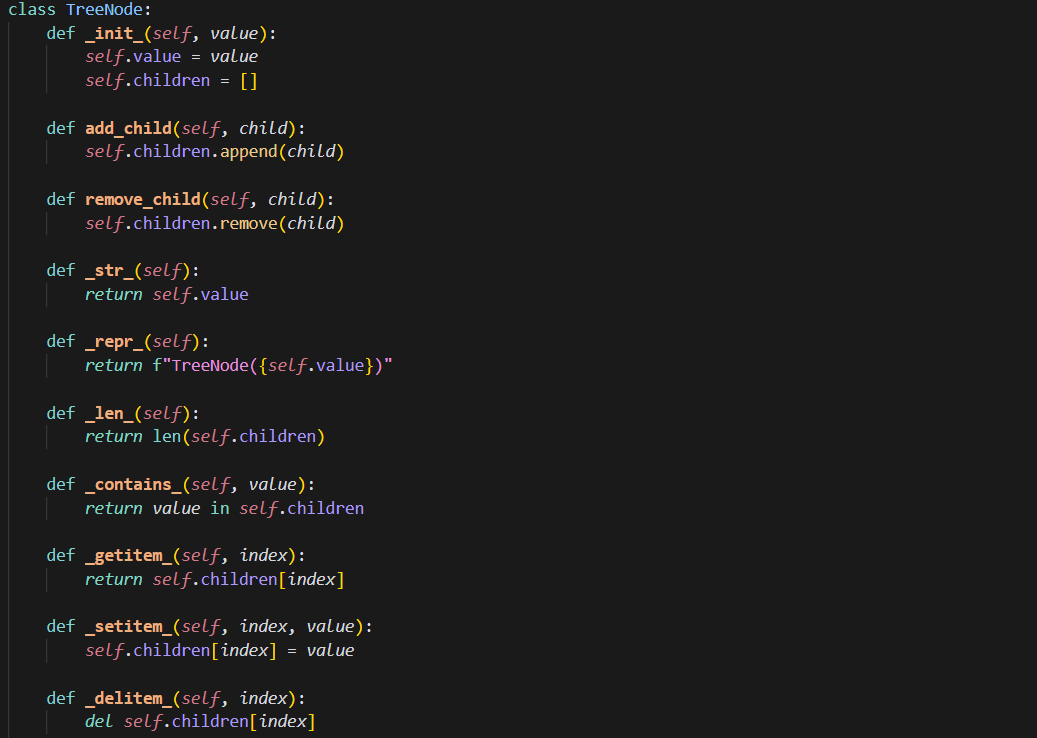 class TreeNode:
    def _init_(self, value):
        self.value = value
        self.children = []

    def add_child(self, child):
        self.children.append(child)

    def remove_child(self, child):
        self.children.remove(child)

    def _str_(self):
        return self.value

    def _repr_(self):
        return f"TreeNode({self.value})"

    def _len_(self):
        return len(self.children)

    def _contains_(self, value):
        return value in self.children

    def _getitem_(self, index):
        return self.children[index]

    def _setitem_(self, index, value):
        self.children[index] = value

    def _delitem_(self, index):
        del self.children[index]